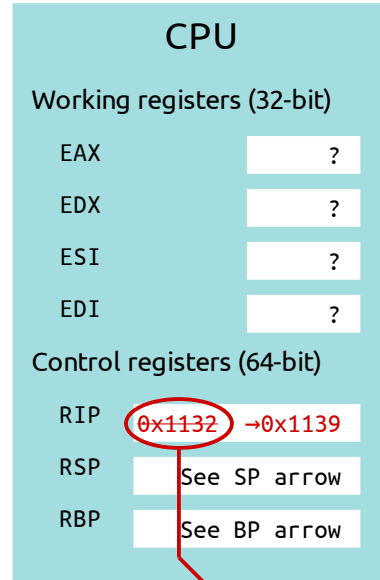 CPU
Working registers (32-bit)
EAX ?
EDX ?
ESI ?
EDI ?
Control registers (64-bit)
RIP 0x1132 →0x1139
RSP See SP arrow
RBP See BP arrow